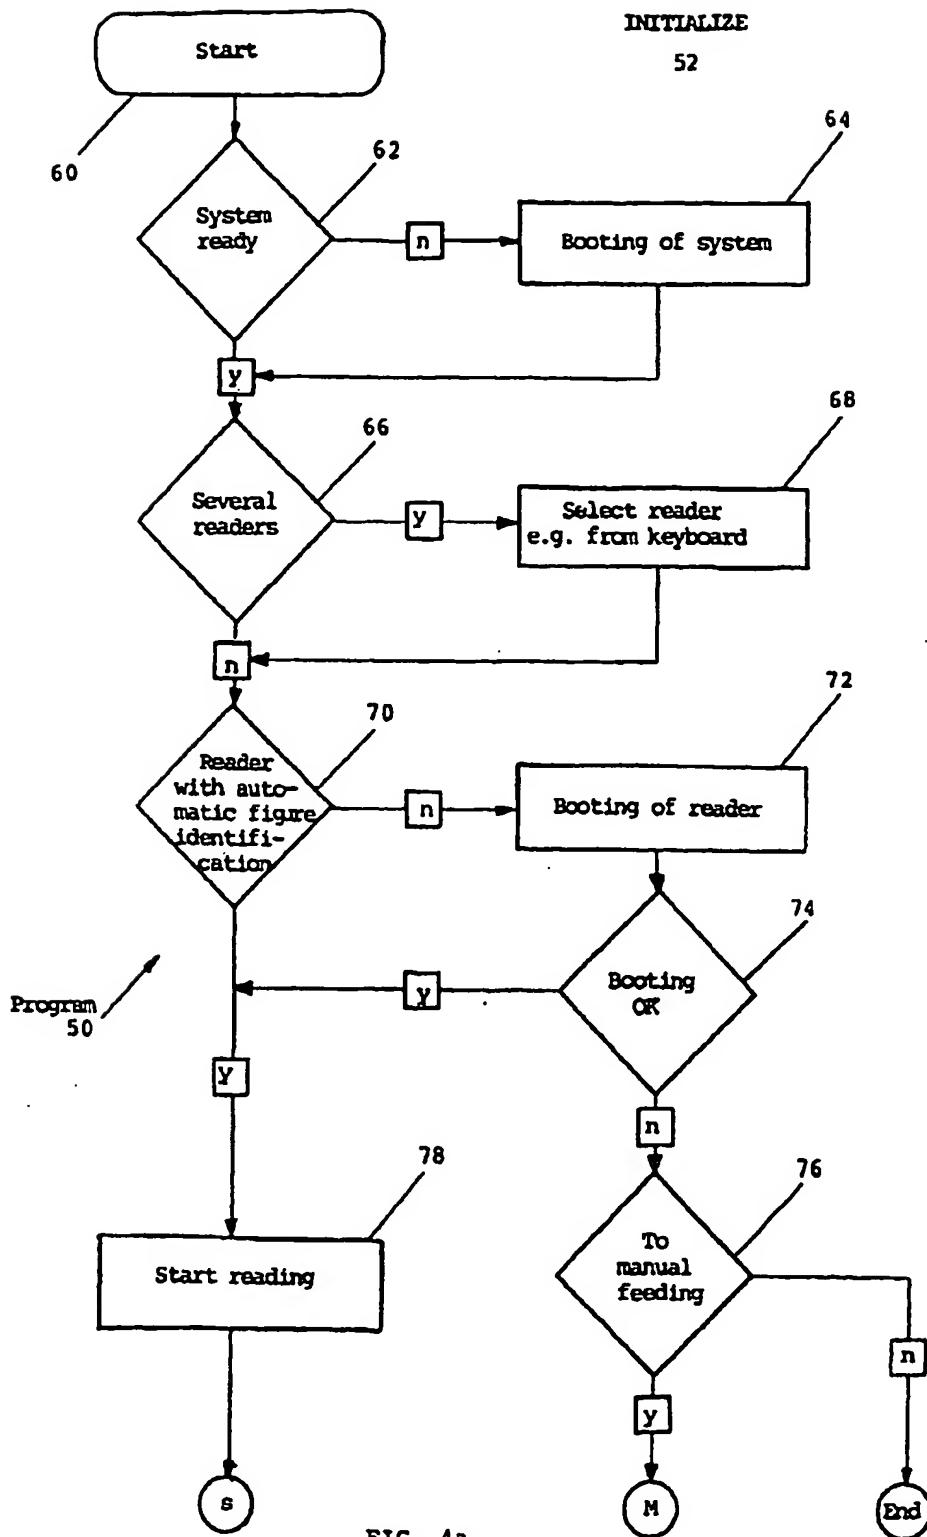 INITIALIZE
52
Start
60
62
64
System
ready
n
Booting of system
y
66
68
Several
readers
y
Select reader
e.g. from keyboard
n
70
72
Reader
with auto-
matic figure
identifi-
cation
n
Booting of reader
74
Booting
OK
y
Program
50
y
n
78
76
Start reading
To
manual
feeding
n
y
s
M
End
FIG. 4a